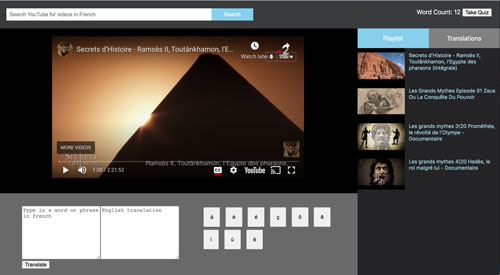 Search YouTube for videos in French
Search
Word Count: 12
Take Quiz
Secrets d'Histoire - Ramsès II, Toutânkhamon, l'E...
Watch later
MORE VIDEOS
Ramsès II, Toutânkhamon, l'Égypte des pharaons
1:00 / 2:21:52
YouTube
Playlist
Translations
Secrets d'Histoire - Ramsès II,
Toutânkhamon, l'Egypte des
pharaons (Intégrale)
Les Grands Mythes Episode 01 Zeus
Ou La Conquête Du Pouvoir
Les grands mythes 3|20 Prométhée,
le révolté de l'Olympe -
Documentaire
Les grands mythes 4|20 Hadès, le
roi malgré lui - Documentaire
Type in a word or phrase
in french
English translation
Translate